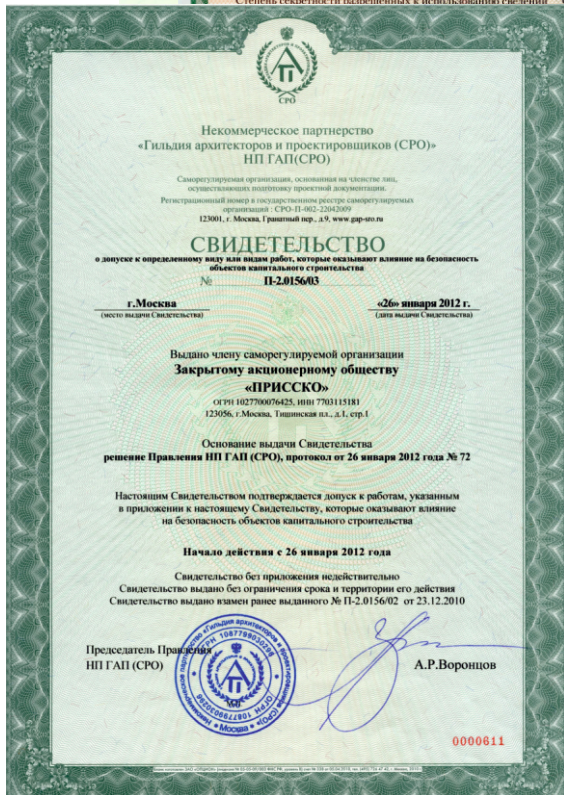 Степень секретности разрешенных к использованию сведений
СРО
Некоммерческое партнерство
«Гильдия архитекторов и проектировщиков (СРО)»
НП ГАП(СРО)
Саморегулируемая организация, основанная на членстве лиц,
осуществляющих подготовку проектной документации.
Регистрационный номер в государственном реестре саморегулируемых
организаций : СРО-П-002-22042009
123001, г. Москва, Гранатный пер., д.9, www.gap-sro.ru
СВИДЕТЕЛЬСТВО
о допуске к определенному виду или видам работ, которые оказывают влияние на безопасность
объектов капитального строительства
№ П-2.0156/03
г.Москва «26» января 2012 г.
(место выдачи Свидетельства) (дата выдачи Свидетельства)
Выдано члену саморегулируемой организации
Закрытому акционерному обществу
«ПРИССКО»
ОГРН 1027700076425, ИНН 7703115181
123056, г.Москва, Тишинская пл., д.1, стр.1
Основание выдачи Свидетельства
решение Правления НП ГАП (СРО), протокол от 26 января 2012 года № 72
Настоящим Свидетельством подтверждается допуск к работам, указанным
в приложении к настоящему Свидетельству, которые оказывают влияние
на безопасность объектов капитального строительства
Начало действия с 26 января 2012 года
Свидетельство без приложения недействительно
Свидетельство выдано без ограничения срока и территории его действия
Свидетельство выдано взамен ранее выданного № П-2.0156/02 от 23.12.2010
Председатель Правления
НП ГАП (СРО)
А.Р.Воронцов
0000611